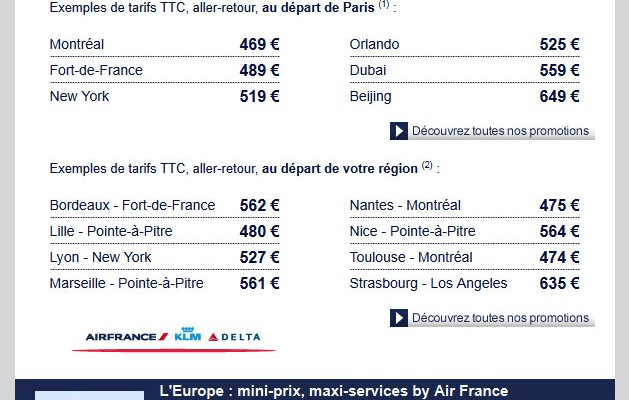 Exemples de tarifs TTC, aller-retour, au départ de Paris (1) :
Montréal 469 €
Fort-de-France 489 €
New York 519 €
Orlando 525 €
Dubai 559 €
Beijing 649 €
Découvrez toutes nos promotions
Exemples de tarifs TTC, aller-retour, au départ de votre région (2) :
Bordeaux - Fort-de-France 562 €
Lille - Pointe-à-Pitre 480 €
Lyon - New York 527 €
Marseille - Pointe-à-Pitre 561 €
Nantes - Montréal 475 €
Nice - Pointe-à-Pitre 564 €
Toulouse - Montréal 474 €
Strasbourg - Los Angeles 635 €
Découvrez toutes nos promotions
AIRFRANCE KLM DELTA
L'Europe : mini-prix, maxi-services by Air France